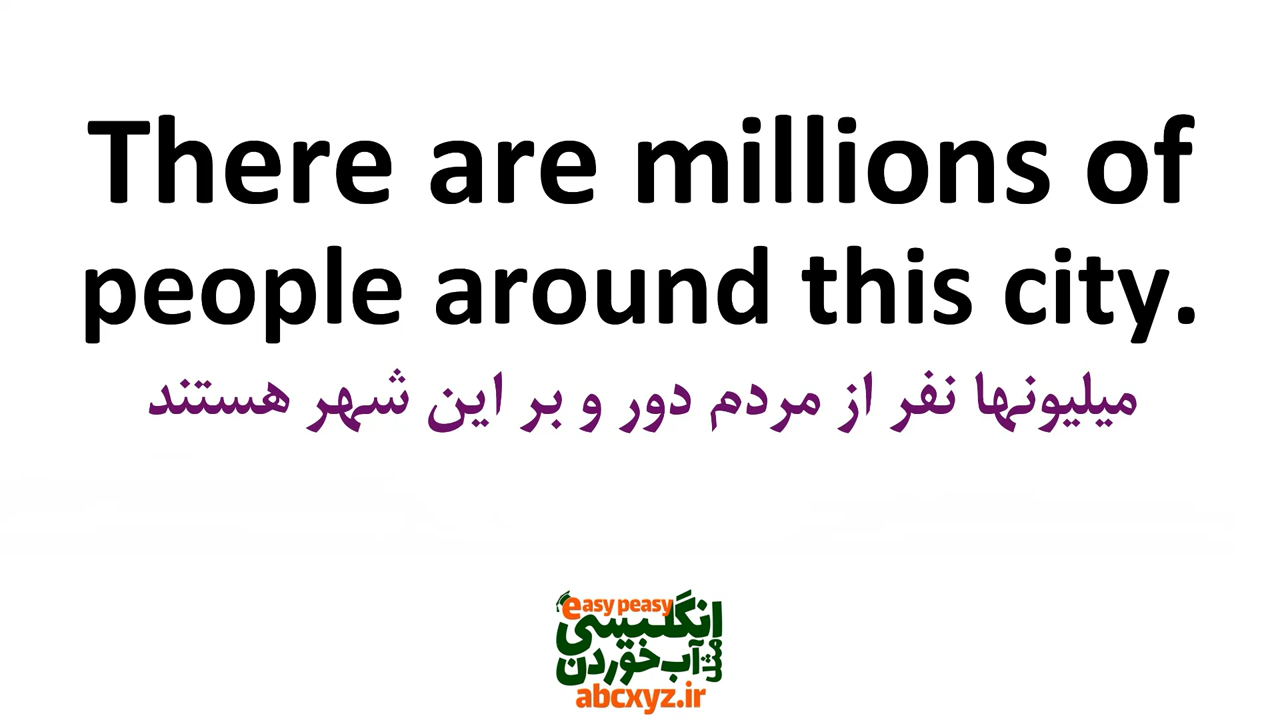 There are millions of
people around this city.
میلیونها نفر از مردم دور و بر این شهر هستند
easy peasy
انگلیسی
مثل آب خوردن
abcxyz.ir